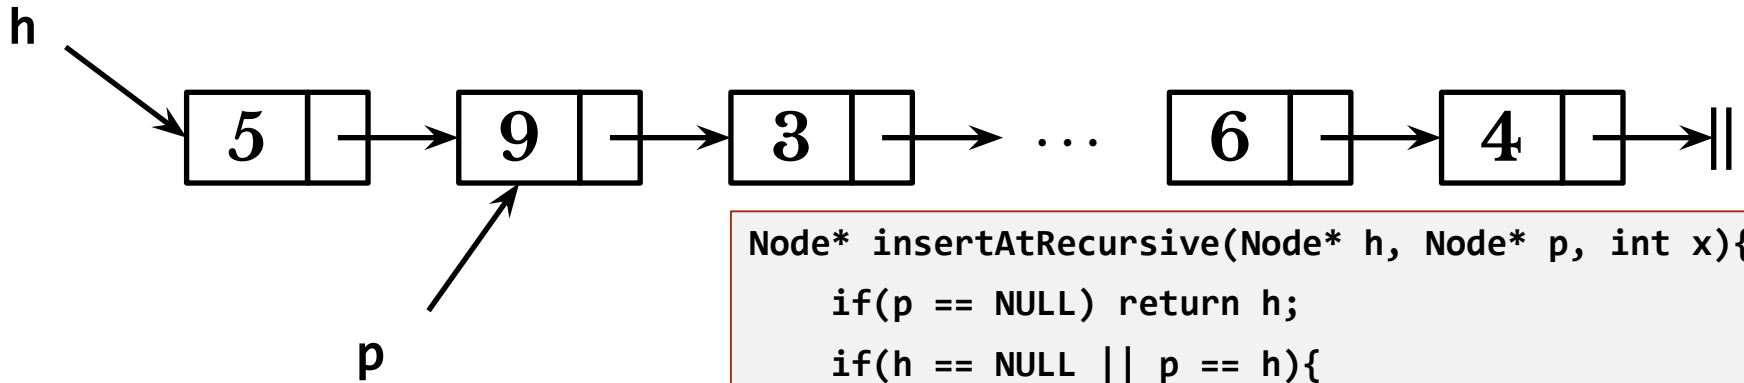 h
5 9 3 ... 6 4
p
Node* insertAtRecursive(Node* h, Node* p, int x){
if(p == NULL) return h;
if(h == NULL || p == h){